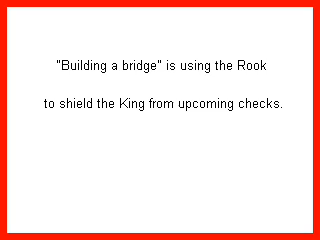 "Building a bridge" is using the Rook
to shield the King from upcoming checks.